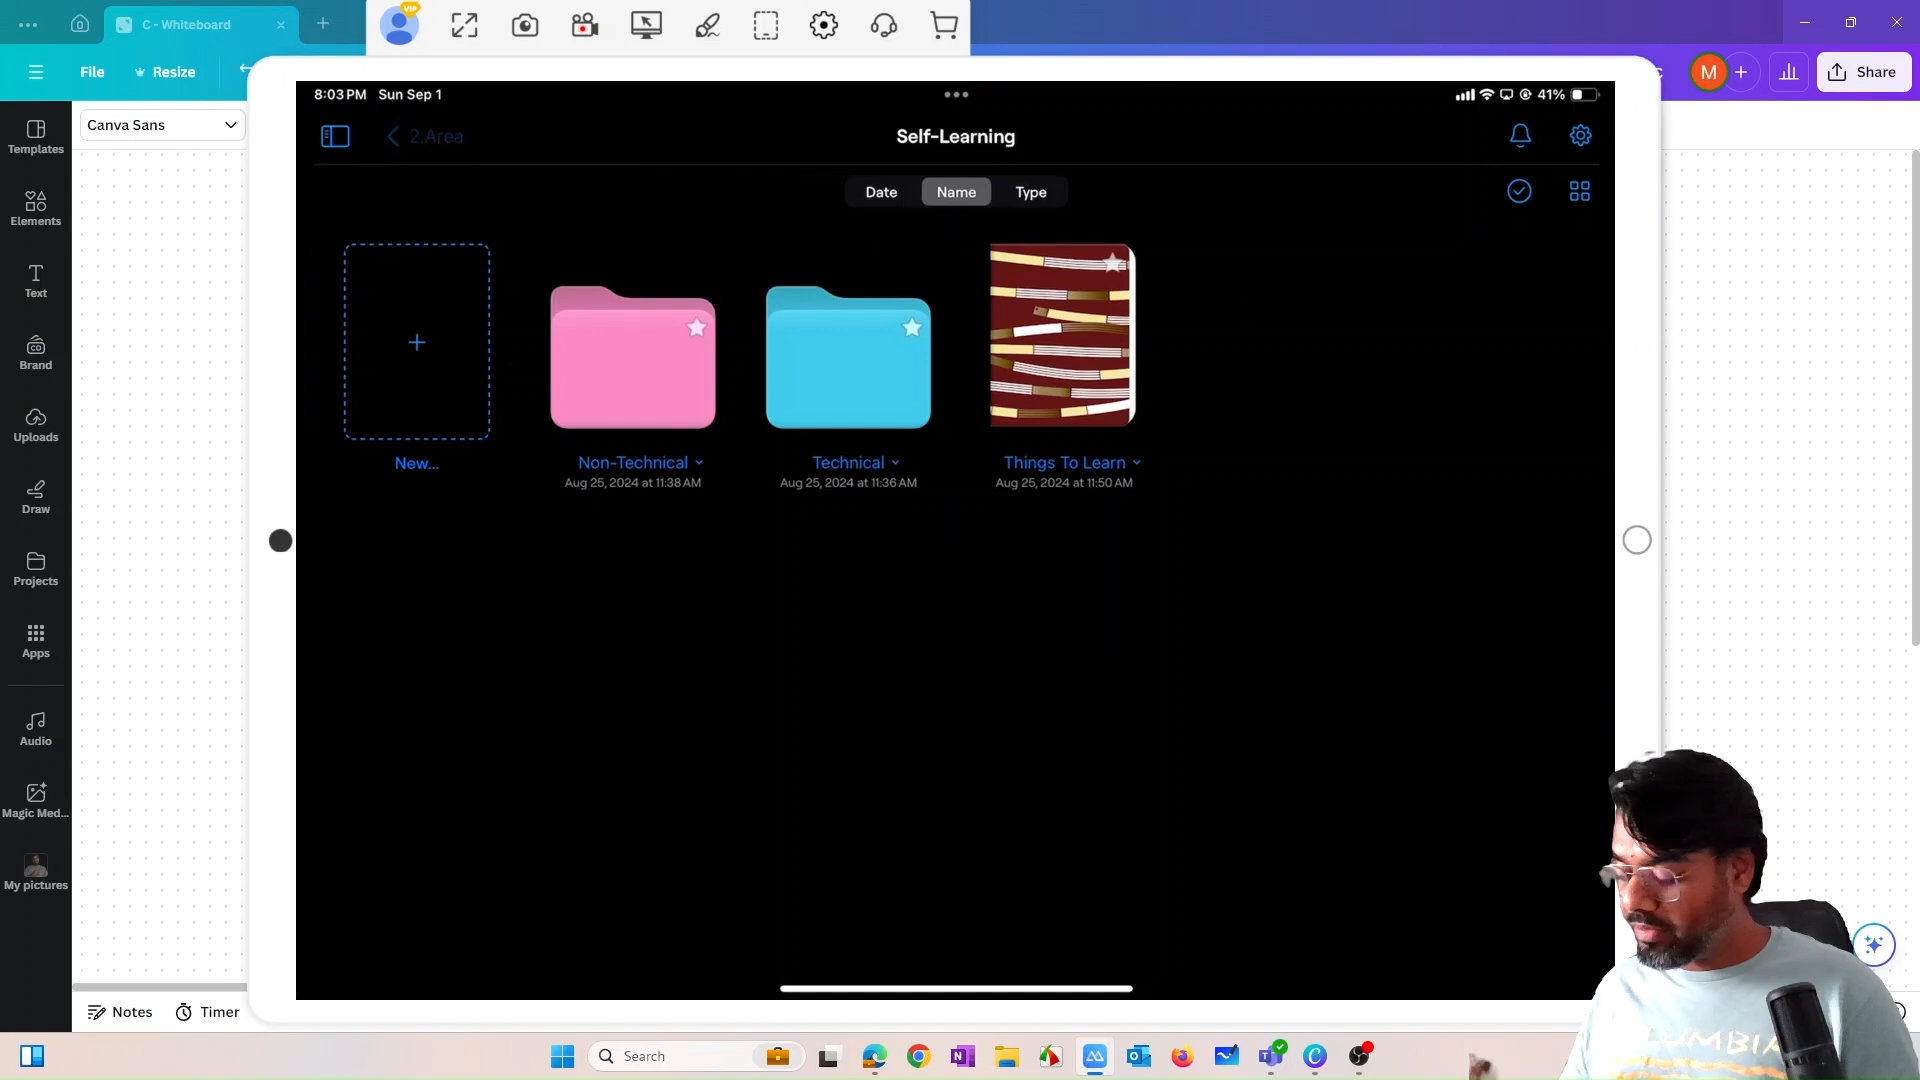 C - Whiteboard
VIP
File
Resize
M
Share
Canva Sans
Templates
Elements
Text
Brand
Uploads
Draw
Projects
Apps
Audio
Magic Med...
My pictures
8:03 PM Sun Sep 1
41%
2.Area
Self-Learning
Date
Name
Type
New...
Non-Technical
Aug 25, 2024 at 11:38 AM
Technical
Aug 25, 2024 at 11:36 AM
Things To Learn
Aug 25, 2024 at 11:50 AM
Notes
Timer
Search